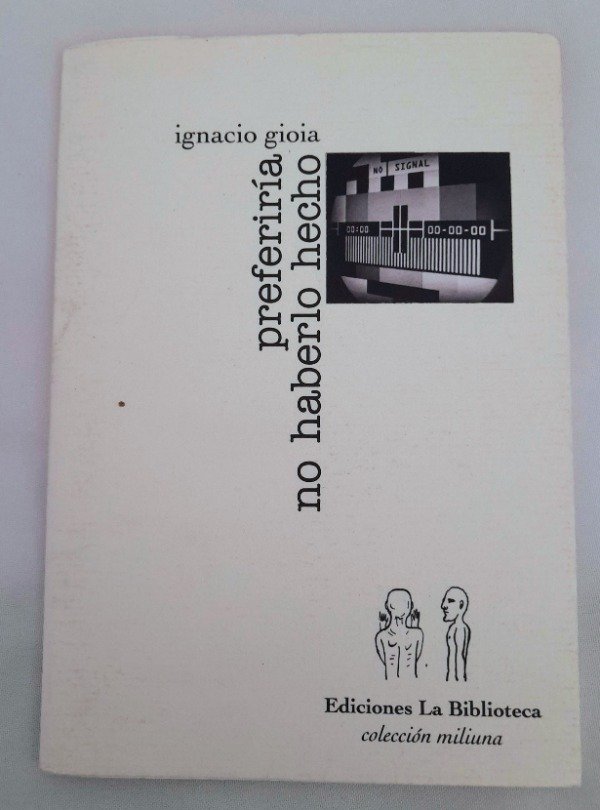 ignacio gioia
preferiría
no haberlo hecho
NO SIGNAL
00:00 00-00-00
Ediciones La Biblioteca
colección miliuna